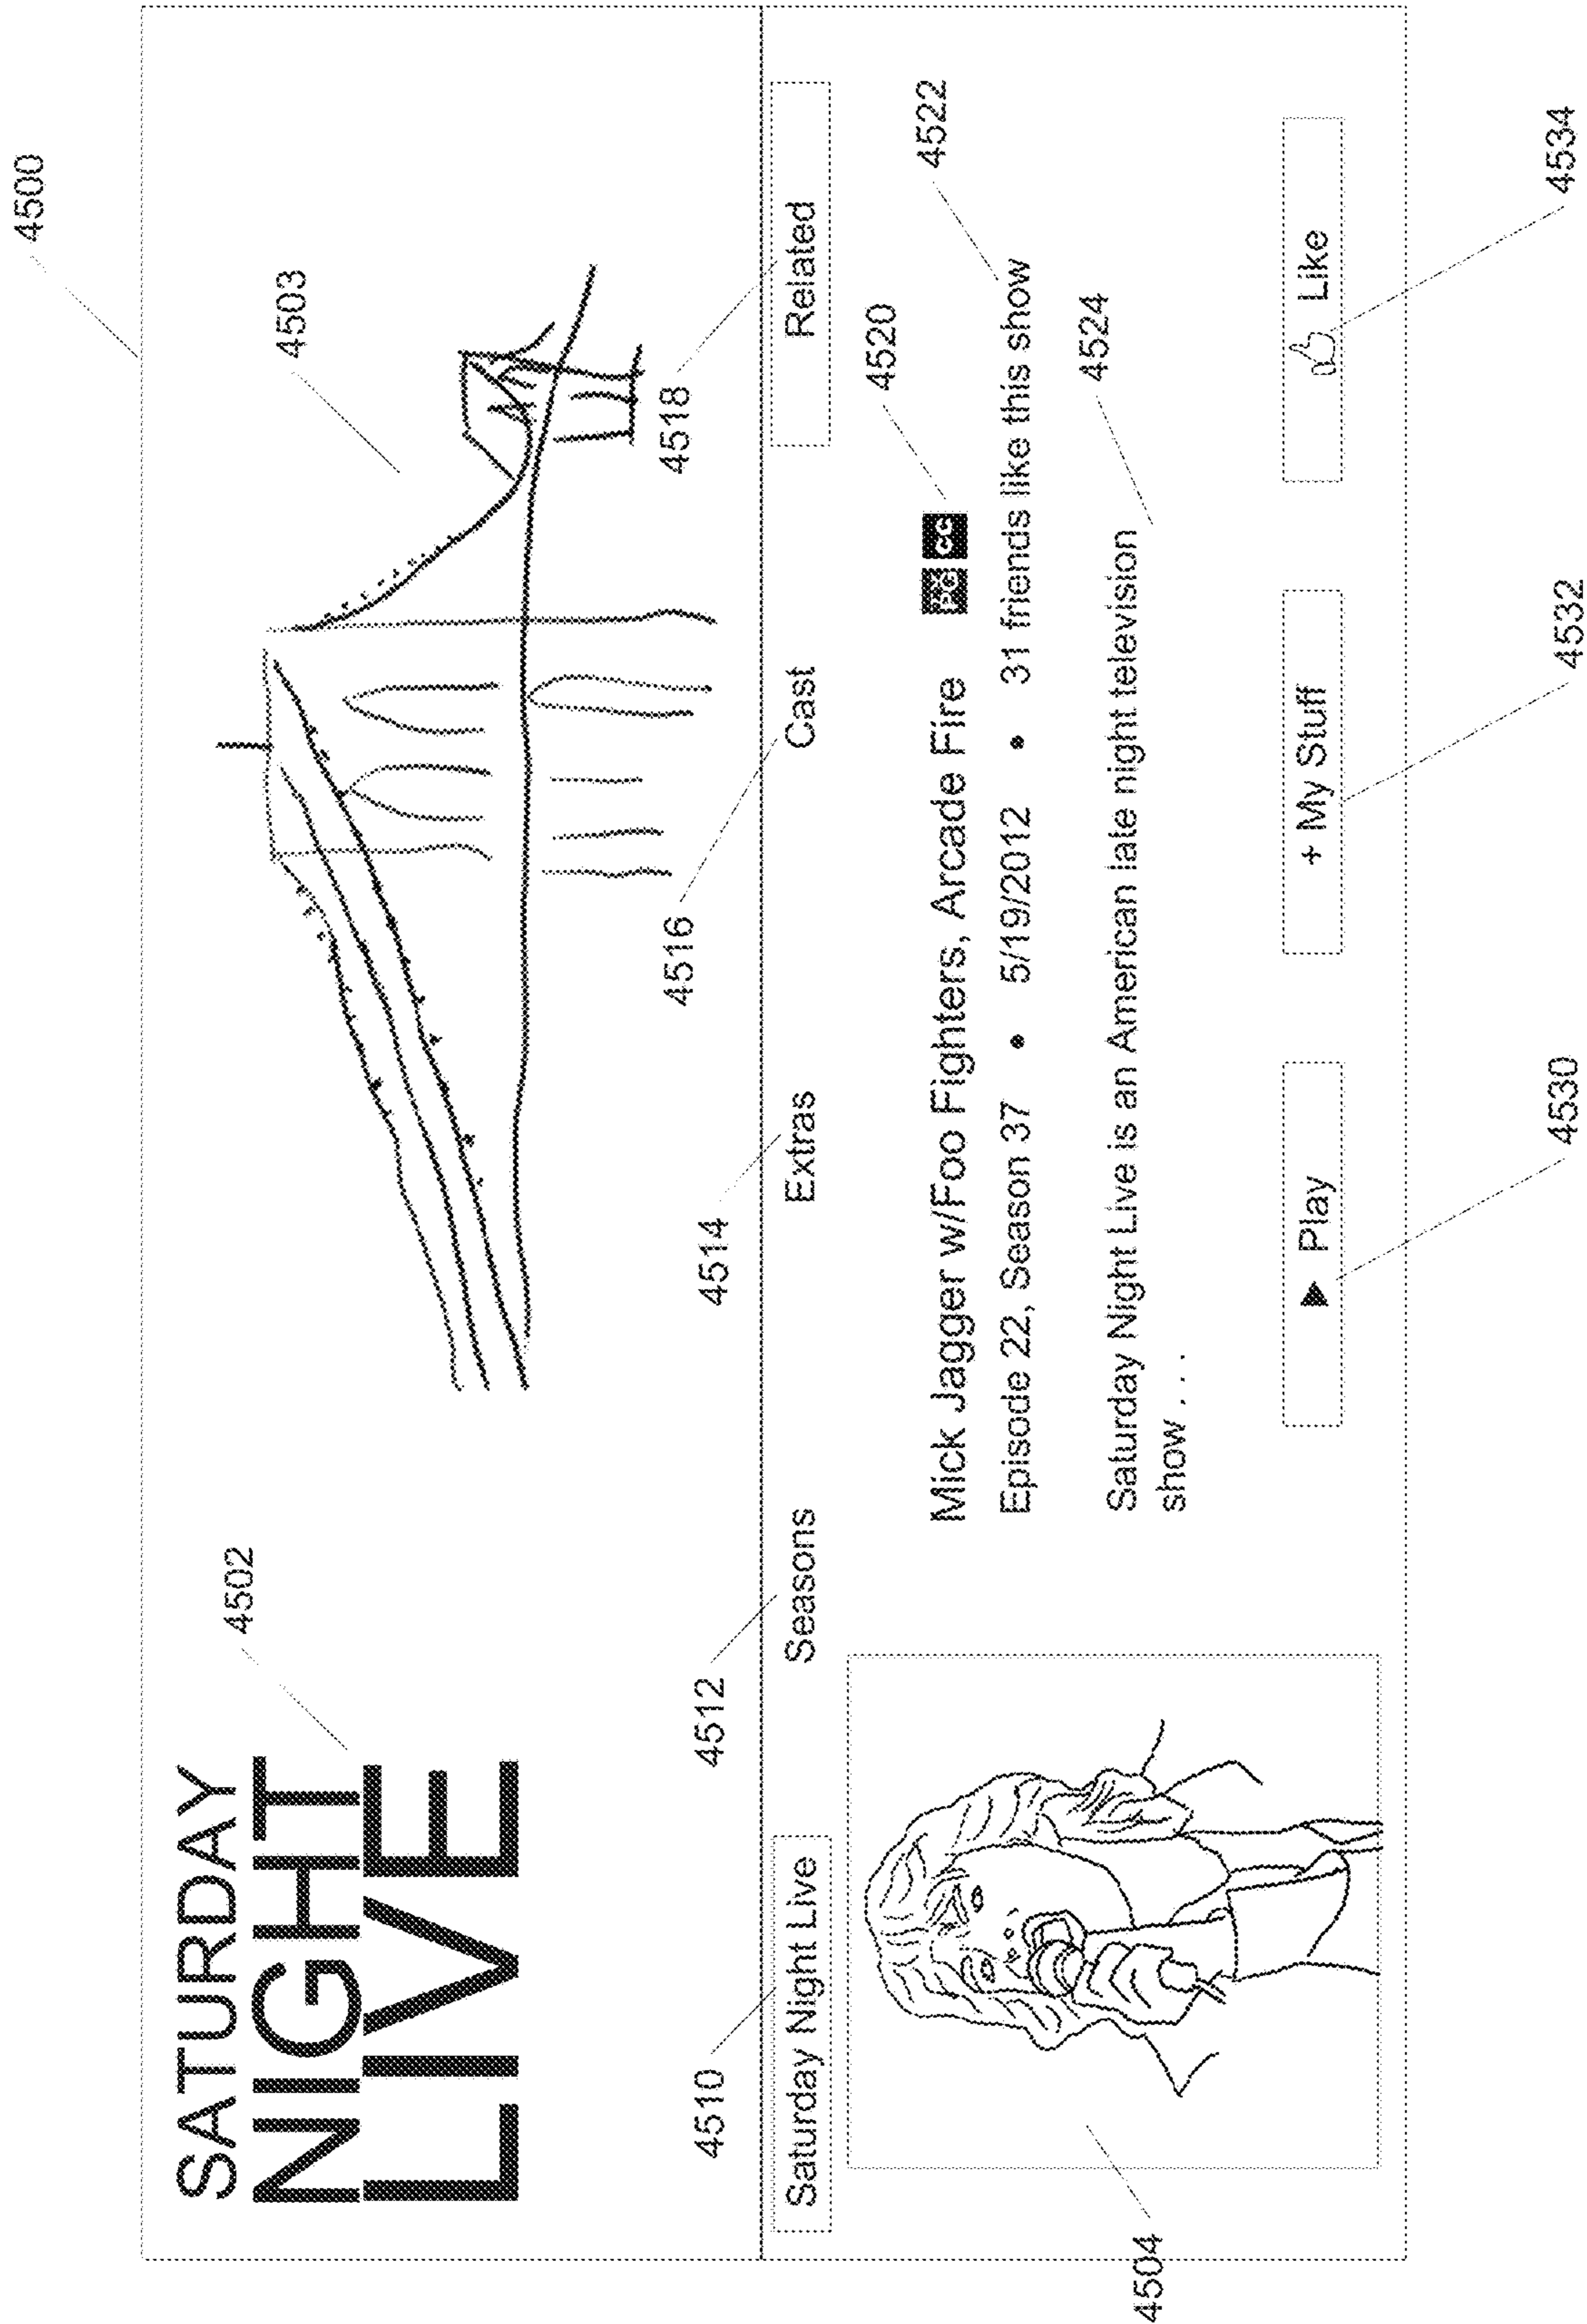 4500
SATURDAY
NIGHT
LIVE
4502
4503
4510
4512
4514
4516
4518
Saturday Night Live
Seasons
Extras
Cast
Related
4520
4522
Mick Jagger w/Foo Fighters, Arcade Fire
PG CC
Episode 22, Season 37 • 5/19/2012 • 31 friends like this show
4524
Saturday Night Live is an American late night television
show . . .
▶ Play
+ My Stuff
Like
4504
4530
4532
4534